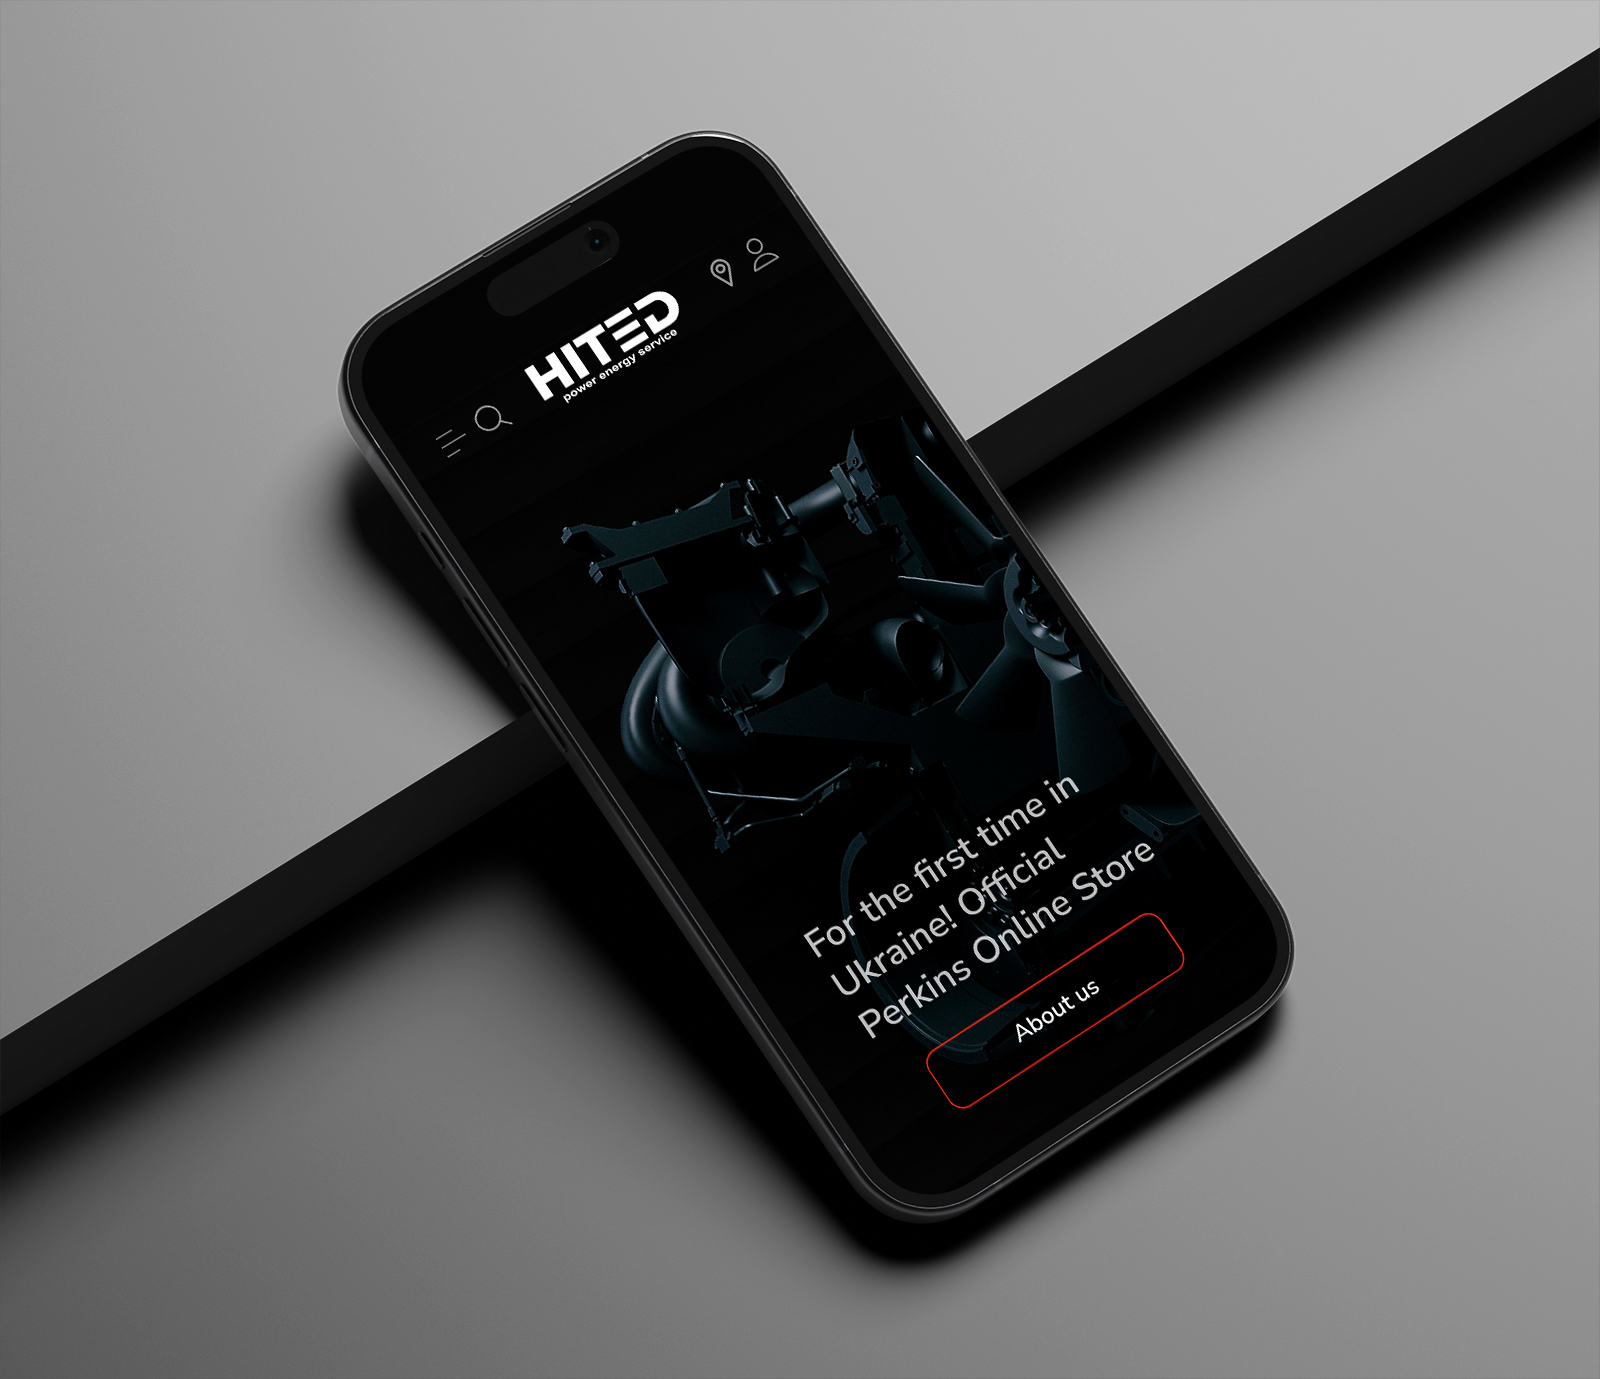 HITED
power energy service
For the first time in
Ukraine! Official
Perkins Online Store
About us